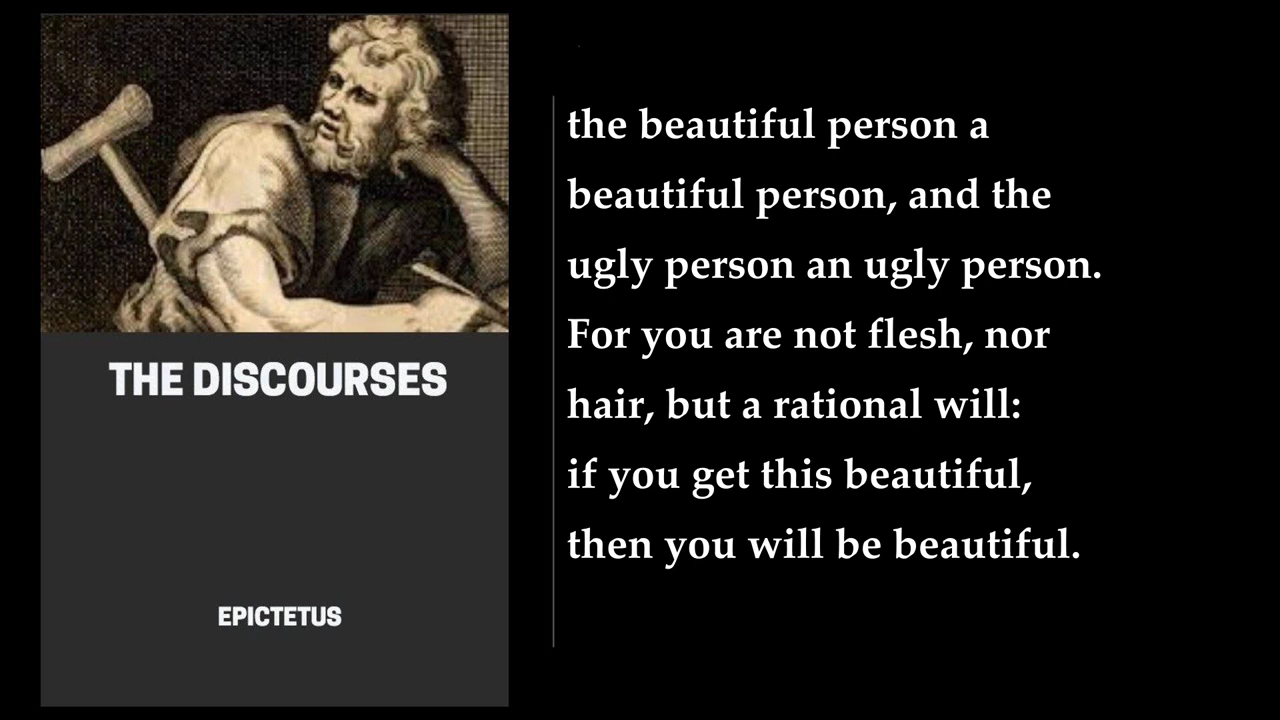 THE DISCOURSES
EPICTETUS
the beautiful person a
beautiful person, and the
ugly person an ugly person.
For you are not flesh, nor
hair, but a rational will:
if you get this beautiful,
then you will be beautiful.